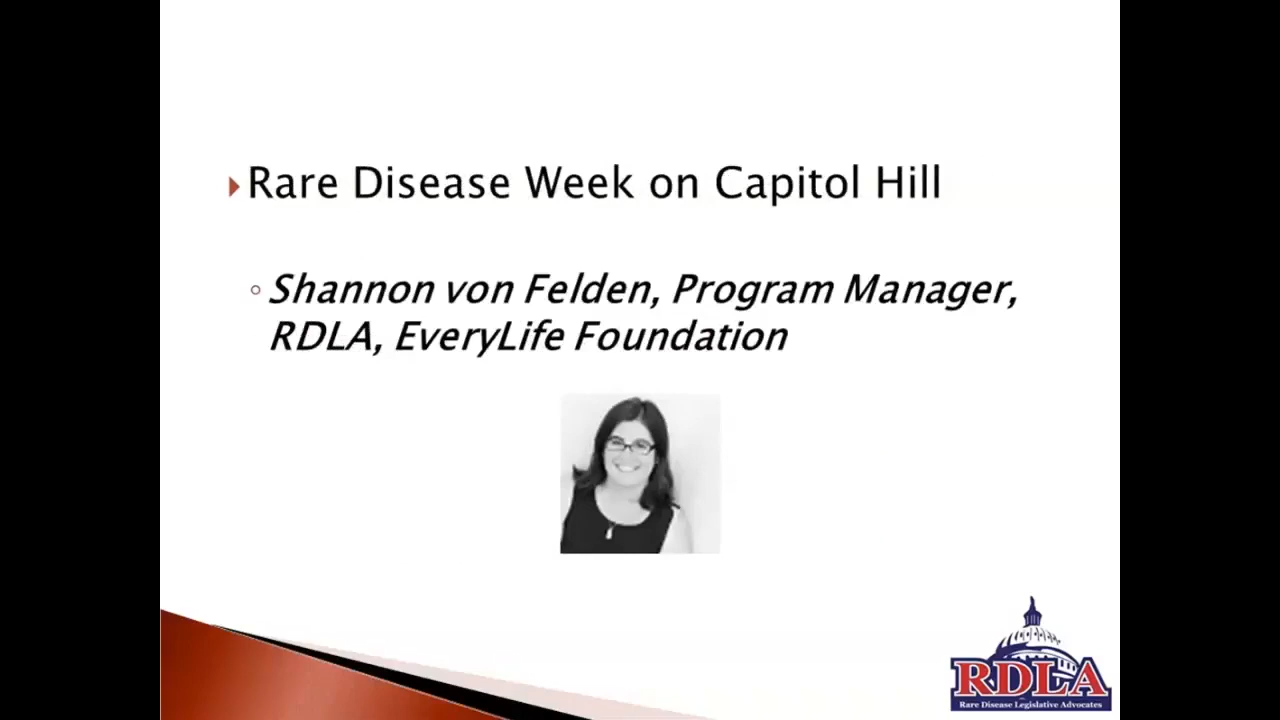 Rare Disease Week on Capitol Hill
Shannon von Felden, Program Manager,
RDLA, EveryLife Foundation
RDLA
Rare Disease Legislative Advocates